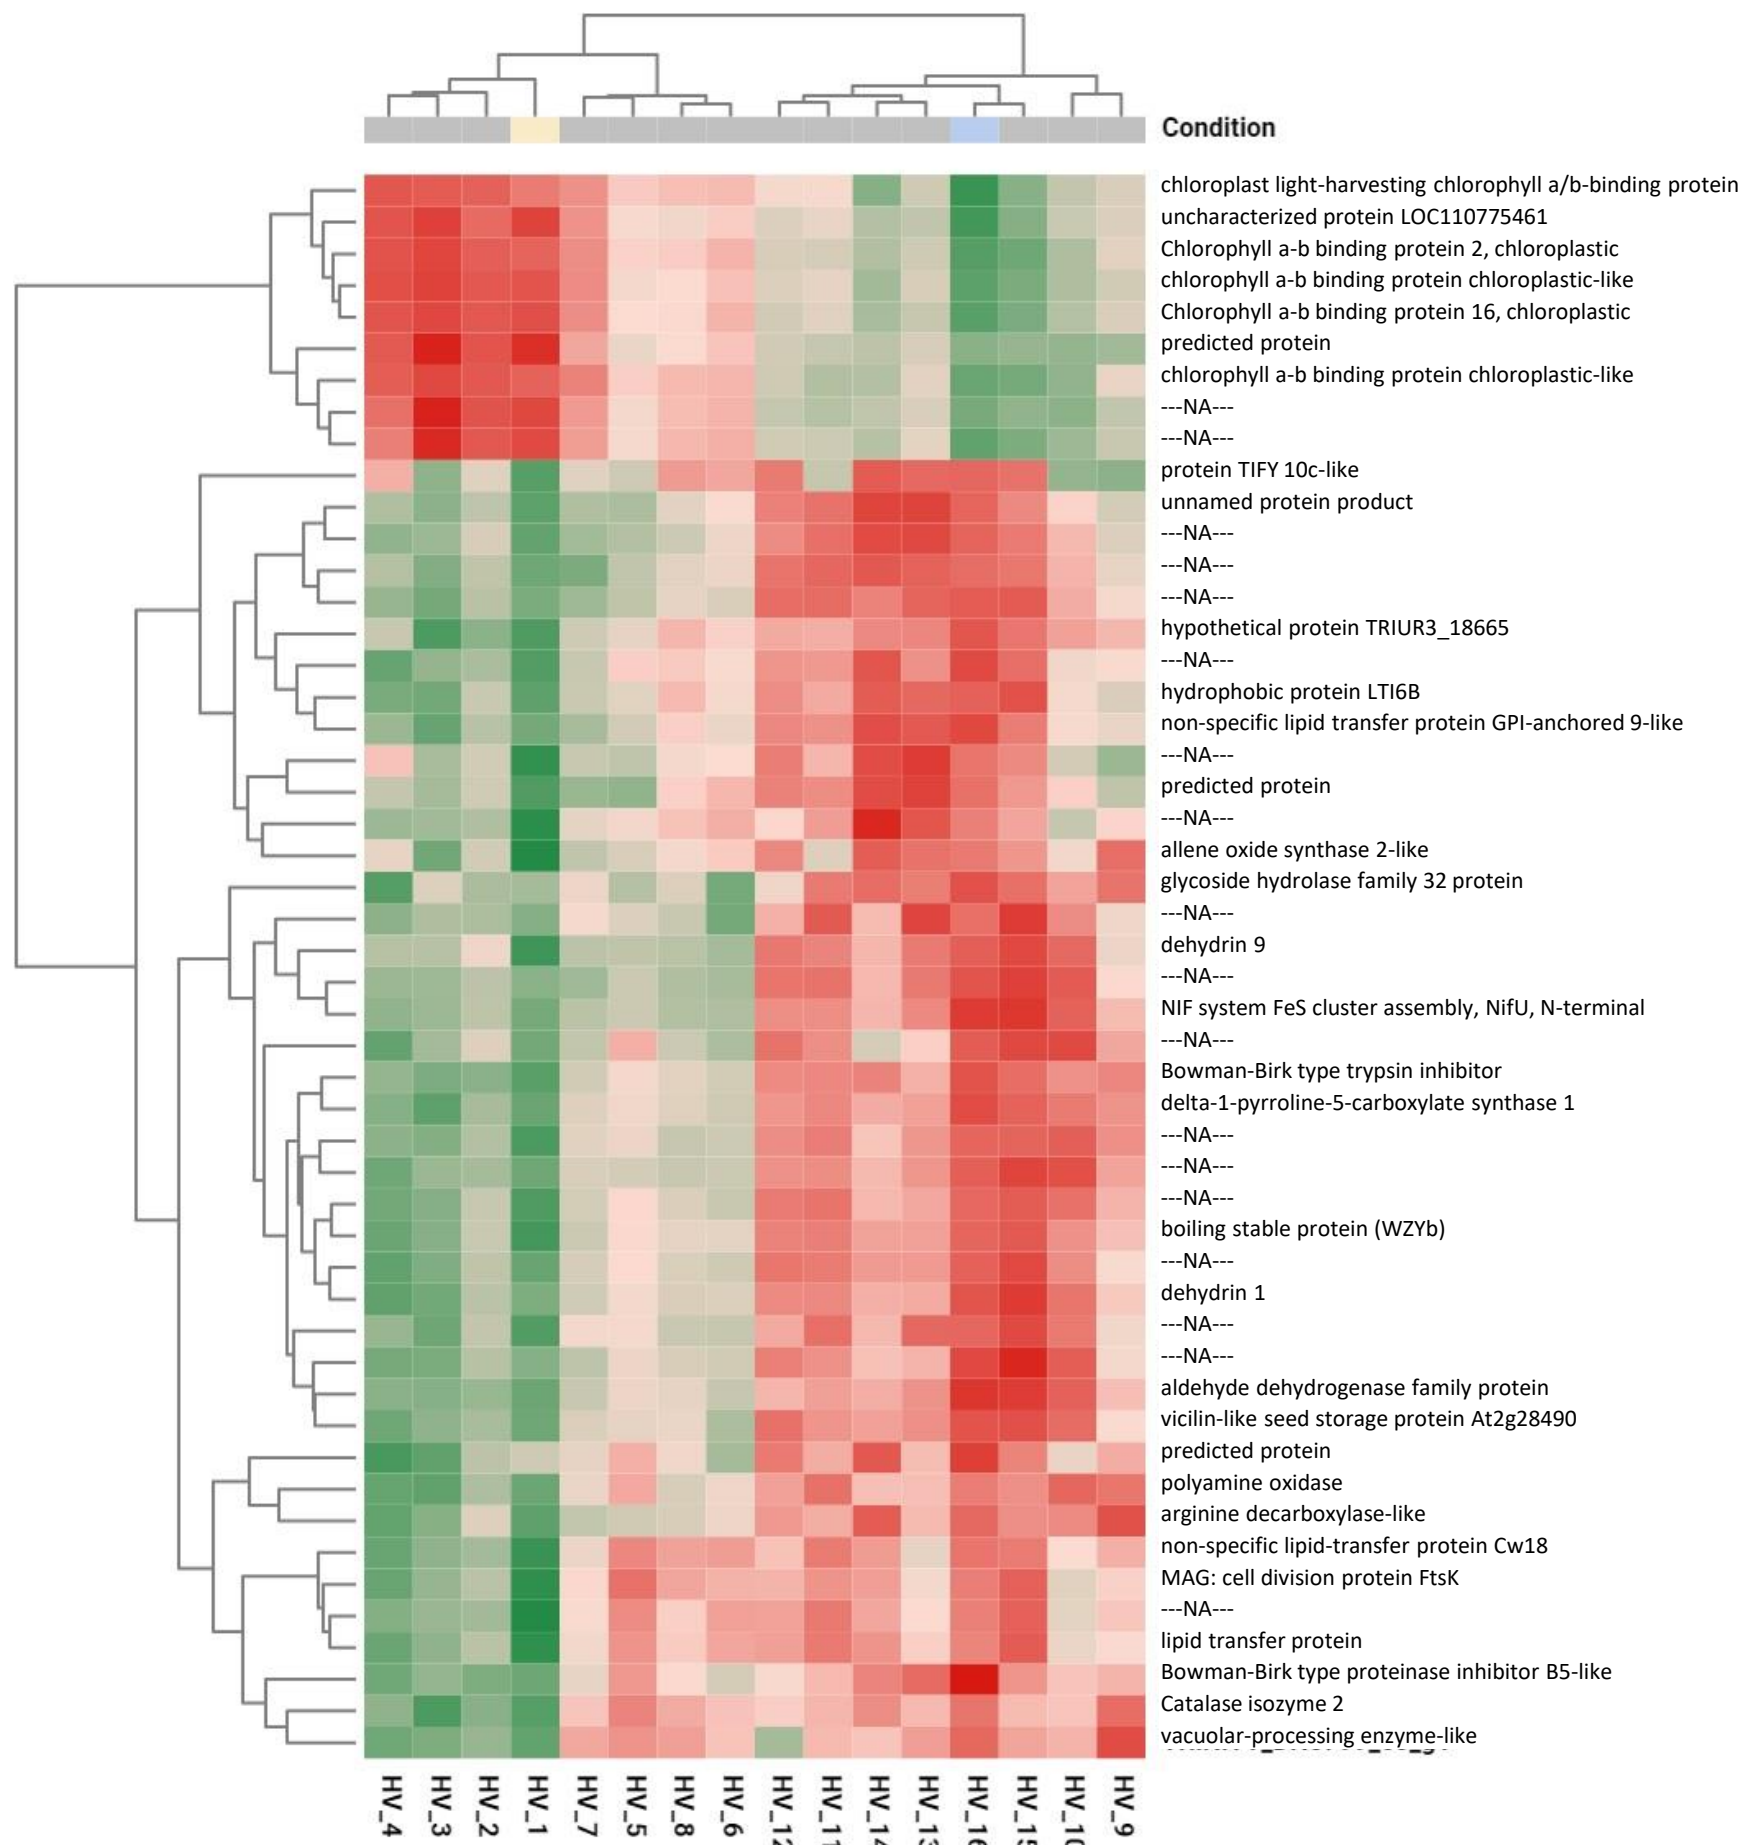 Condition
chloroplast light-harvesting chlorophyll a/b-binding protein
uncharacterized protein LOC110775461
Chlorophyll a-b binding protein 2, chloroplastic
chlorophyll a-b binding protein chloroplastic-like
Chlorophyll a-b binding protein 16, chloroplastic
predicted protein
chlorophyll a-b binding protein chloroplastic-like
---NA---
---NA---
protein TIFY 10c-like
unnamed protein product
---NA---
---NA---
---NA---
hypothetical protein TRIUR3_18665
---NA---
hydrophobic protein LTI6B
non-specific lipid transfer protein GPI-anchored 9-like
---NA---
predicted protein
---NA---
allene oxide synthase 2-like
glycoside hydrolase family 32 protein
---NA---
dehydrin 9
---NA---
NIF system FeS cluster assembly, NifU, N-terminal
---NA---
Bowman-Birk type trypsin inhibitor
delta-1-pyrroline-5-carboxylate synthase 1
---NA---
---NA---
---NA---
boiling stable protein (WZYb)
---NA---
dehydrin 1
---NA---
---NA---
aldehyde dehydrogenase family protein
vicilin-like seed storage protein At2g28490
predicted protein
polyamine oxidase
arginine decarboxylase-like
non-specific lipid-transfer protein Cw18
MAG: cell division protein FtsK
---NA---
lipid transfer protein
Bowman-Birk type proteinase inhibitor B5-like
Catalase isozyme 2
vacuolar-processing enzyme-like
HV_4
HV_3
HV_2
HV_1
HV_7
HV_5
HV_8
HV_6
HV_12
HV_11
HV_14
HV_13
HV_16
HV_15
HV_10
HV_9